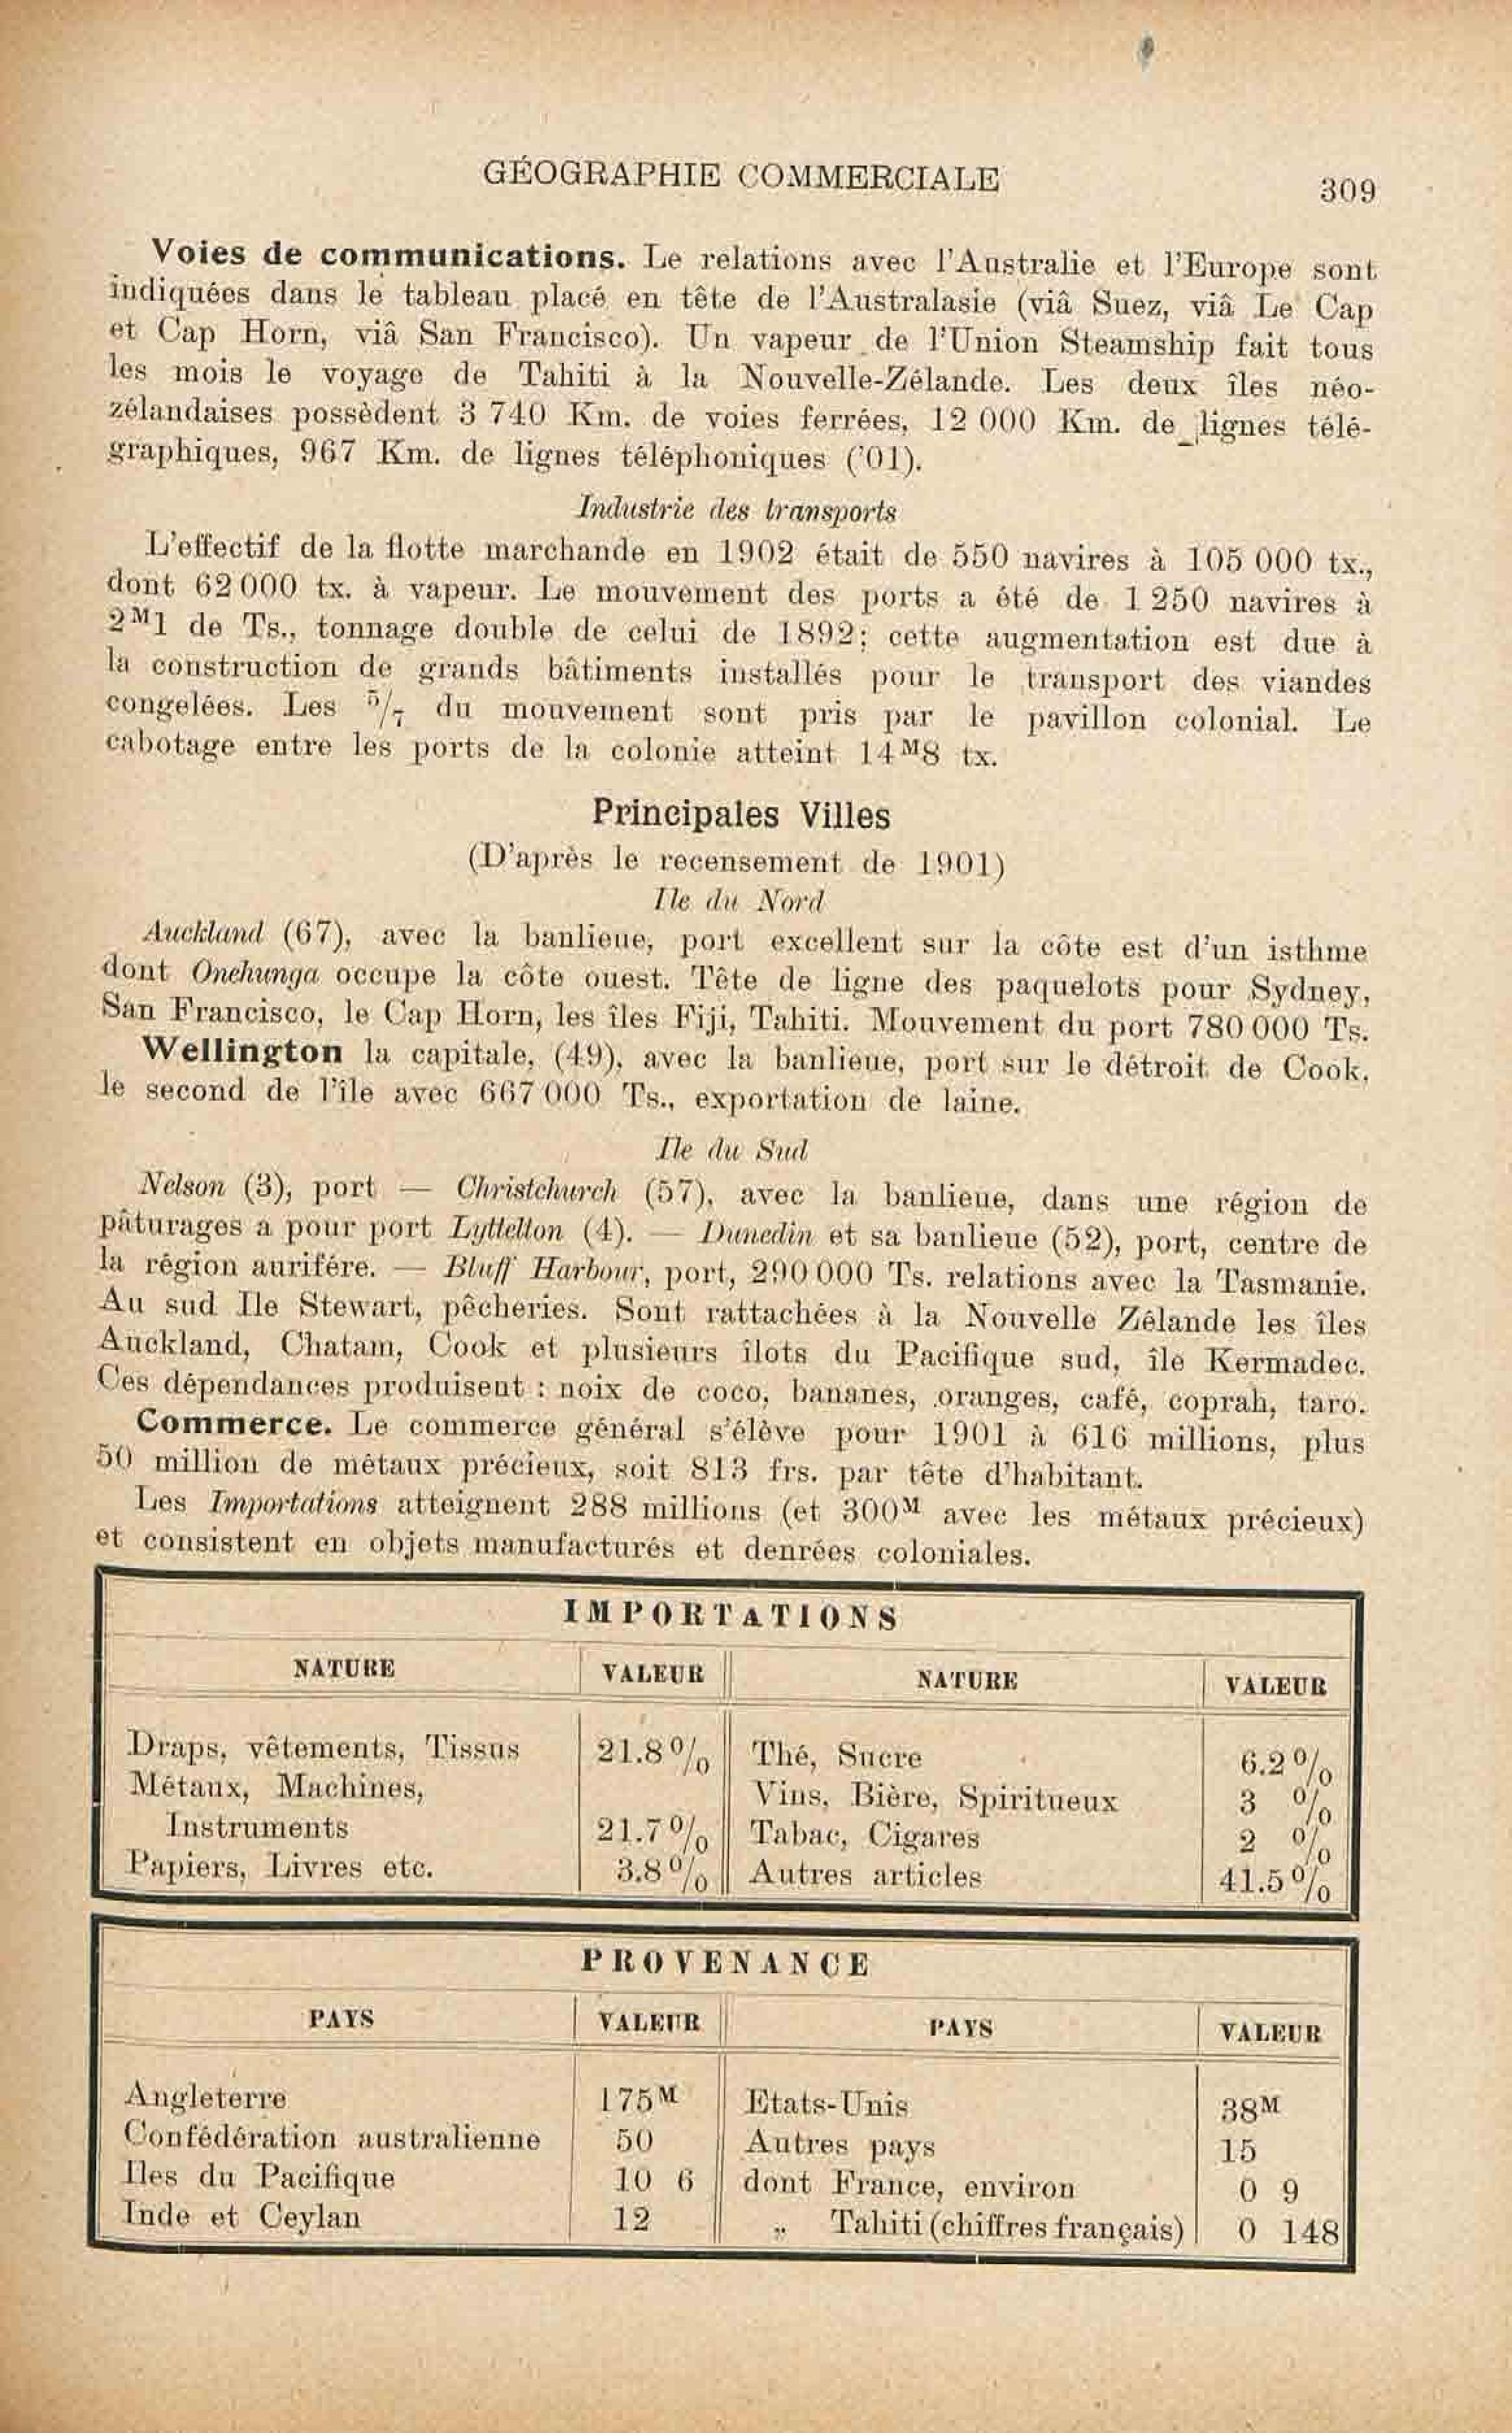 GÉOGRAPHIE COMMERCIALE
309
Voies de communications. Le relations avec l'Australie et l'Europe sont
indiquées dans le tableau placé en tête de l'Australasie (viâ Suez, viâ Le Cap
et Cap Horn, viâ San Francisco). Un vapeur de l'Union Steamship fait tous
les mois le voyage de Tahiti à la Nouvelle-Zélande. Les deux îles néo-
zélandaises possèdent 3 740 Km. de voies ferrées, 12 000 Km. de lignes télé-
graphiques, 967 Km. de lignes téléphoniques ('01).
Industrie des transports
L'effectif de la flotte marchande en 1902 était de 550 navires à 105 000 tx.,
dont 62 000 tx. à vapeur. Le mouvement des ports a été de 1 250 navires à
2ᴹ1 de Ts., tonnage double de celui de 1892; cette augmentation est due à
la construction de grands bâtiments installés pour le transport des viandes
congelées. Les 5/7 du mouvement sont pris par le pavillon colonial. Le
cabotage entre les ports de la colonie atteint 14ᴹ8 tx.
Principales Villes
(D'après le recensement de 1901)
Ile du Nord
Auckland (67), avec la banlieue, port excellent sur la côte est d'un isthme
dont Onehunga occupe la côte ouest. Tête de ligne des paquelots pour Sydney,
San Francisco, le Cap Horn, les îles Fiji, Tahiti. Mouvement du port 780 000 Ts.
Wellington la capitale, (49), avec la banlieue, port sur le détroit de Cook,
le second de l'île avec 667 000 Ts., exportation de laine.
Ile du Sud
Nelson (3), port — Christchurch (57), avec la banlieue, dans une région de
pâturages a pour port Lyttelton (4). — Dunedin et sa banlieue (52), port, centre de
la région aurifére. — Bluff Harbour, port, 290 000 Ts. relations avec la Tasmanie.
Au sud Ile Stewart, pêcheries. Sont rattachées à la Nouvelle Zélande les îles
Auckland, Chatam, Cook et plusieurs îlots du Pacifique sud, île Kermadec.
Ces dépendances produisent : noix de coco, bananes, oranges, café, coprah, taro.
Commerce. Le commerce général s'élève pour 1901 à 616 millions, plus
50 million de métaux précieux, soit 813 frs. par tête d'habitant.
Les Importations atteignent 288 millions (et 300ᴹ avec les métaux précieux)
et consistent en objets manufacturés et denrées coloniales.
IMPORTATIONS
NATURE VALEUR NATURE VALEUR
Draps, vêtements, Tissus 21.8 % Thé, Sucre 6.2 %
Métaux, Machines, Vins, Bière, Spiritueux 3 %
Instruments 21.7 % Tabac, Cigares 2 %
Papiers, Livres etc. 3.8 % Autres articles 41.5 %
PROVENANCE
PAYS VALEUR PAYS VALEUR
Angleterre 175ᴹ Etats-Unis 38ᴹ
Confédération australienne 50 Autres pays 15
Iles du Pacifique 10 6 dont France, environ 0 9
Inde et Ceylan 12 „ Tahiti (chiffres français) 0 148